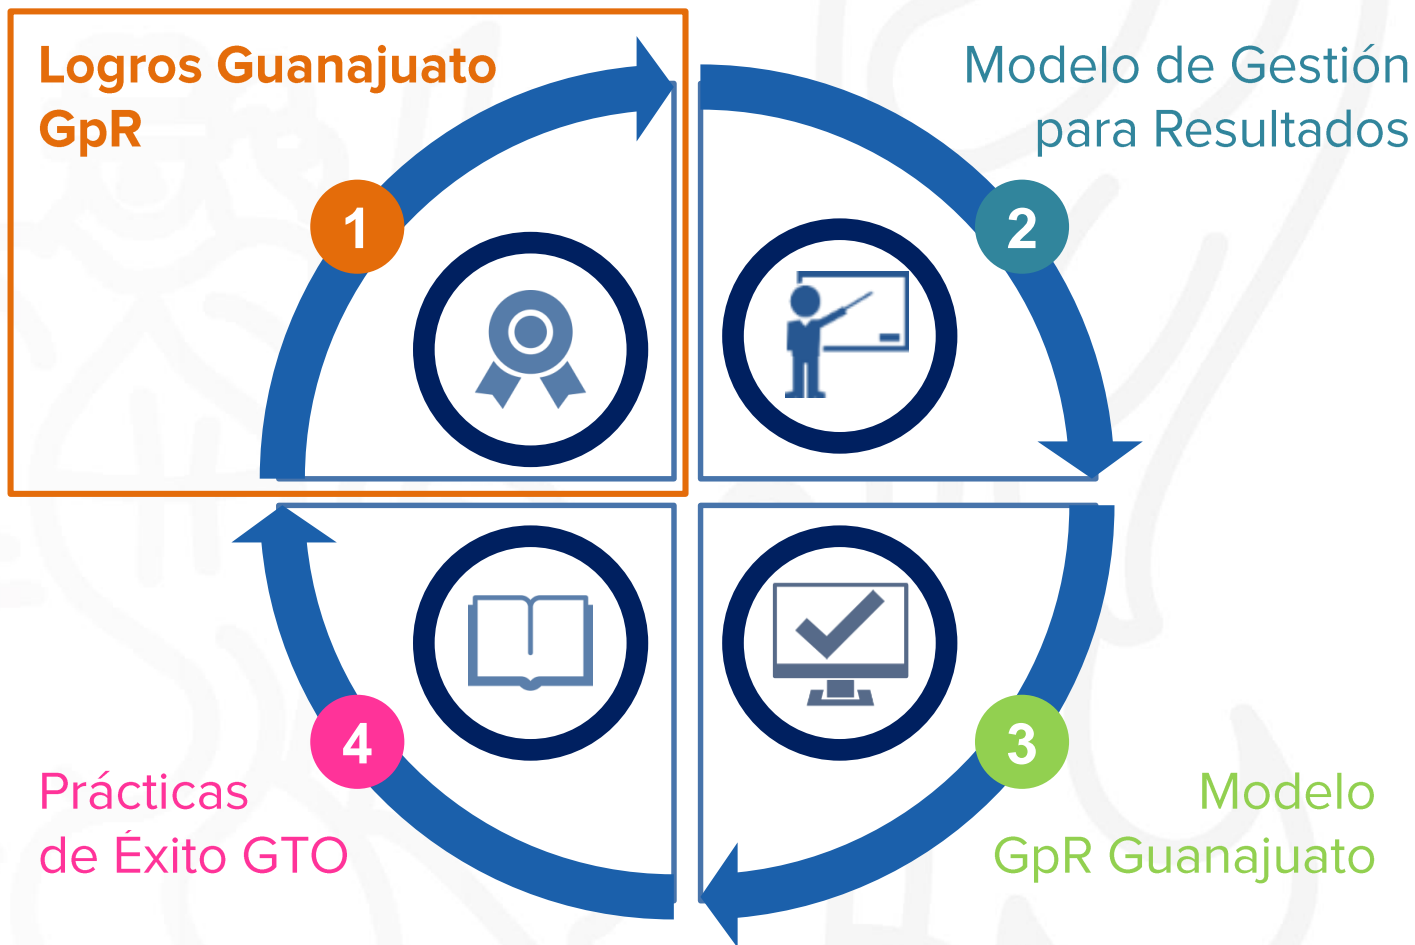 Logros Guanajuato
GpR
1
Modelo de Gestión
para Resultados
2
3
Modelo
GpR Guanajuato
4
Prácticas
de Éxito GTO